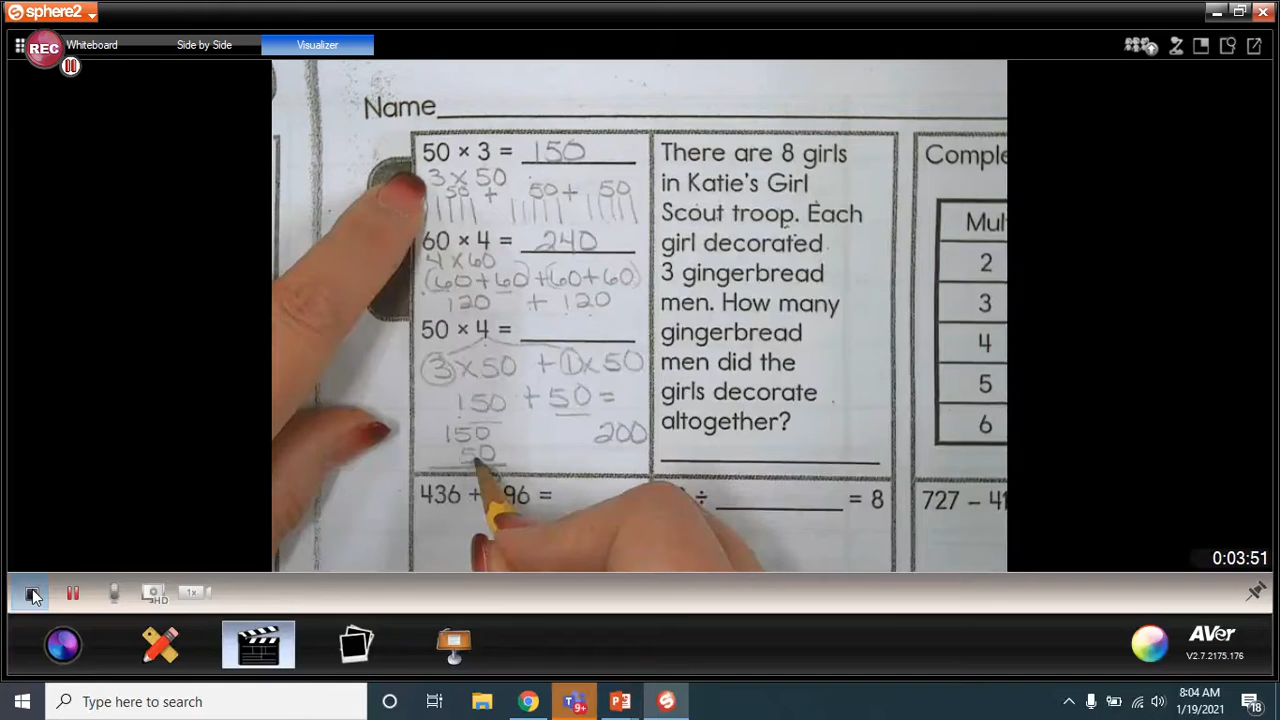 sphere2
REC
Whiteboard
Side by Side
Visualizer
Name
50 × 3 = 150
3 × 50
50 + 50 + 50
60 × 4 = 240
4 × 60
(60 + 60) + (60 + 60)
120 + 120
50 × 4 =
3 × 50 + 1 × 50
150 + 50 =
150
200
50
436 + 96 =
There are 8 girls
in Katie's Girl
Scout troop. Each
girl decorated
3 gingerbread
men. How many
gingerbread
men did the
girls decorate
altogether?
÷ = 8
Mul
2
3
4
5
6
0:03:51
HD
1x
AVer
V2.7.2175.176
Type here to search
9+
8:04 AM
1/19/2021
18